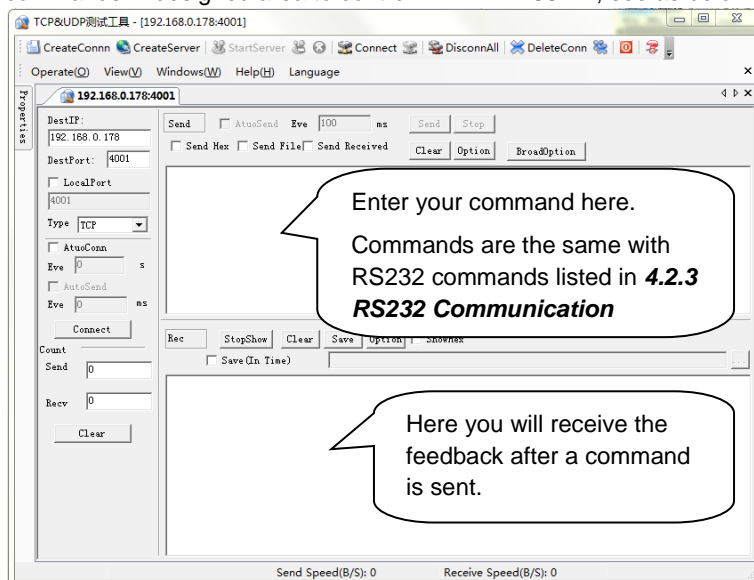 TCP&UDP测试工具 - [192.168.0.178:4001]
CreateConnn CreateServer StartServer Connect DisconnAll DeleteConn
Operate(O) View(V) Windows(W) Help(H) Language
Properties
192.168.0.178:4001
DestIP:
192.168.0.178
DestPort: 4001
LocalPort
4001
Type TCP
AtuoConn
Eve 0 s
AutoSend
Eve 0 ms
Connect
Count
Send 0
Recv 0
Clear
Send AtuoSend Eve 100 ms Send Stop
Send Hex Send File Send Received Clear Option BroadOption
Enter your command here.
Commands are the same with
RS232 commands listed in 4.2.3
RS232 Communication
Rec StopShow Clear Save Option ShowHex
Save(In Time) ...
Here you will receive the
feedback after a command
is sent.
Send Speed(B/S): 0 Receive Speed(B/S): 0